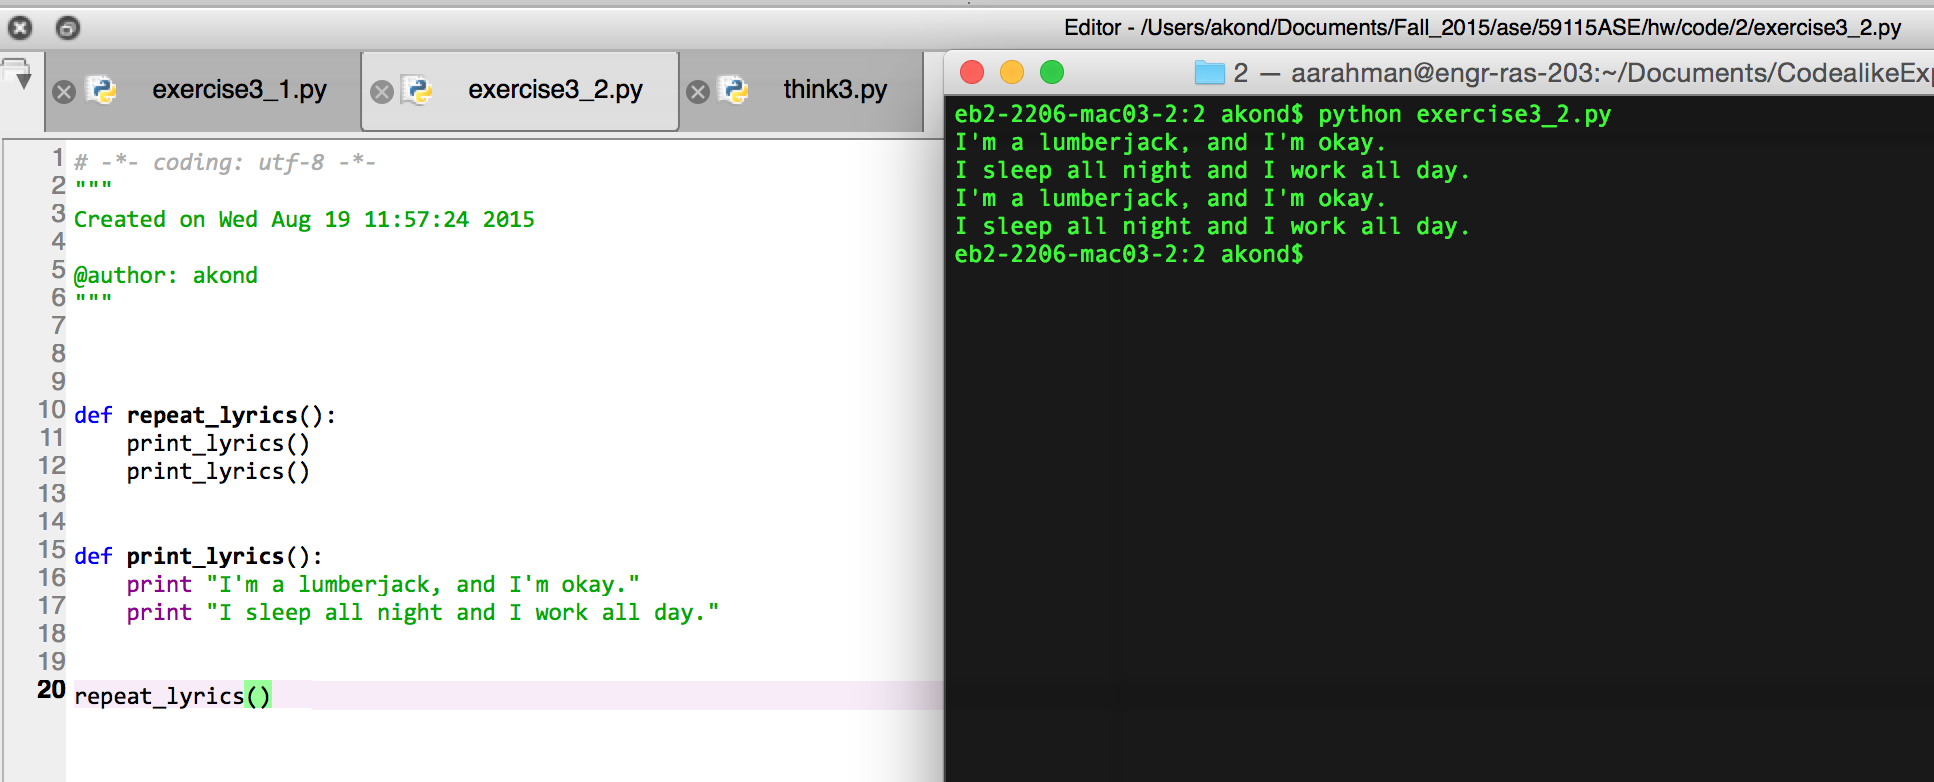 Editor - /Users/akond/Documents/Fall_2015/ase/59115ASE/hw/code/2/exercise3_2.py
exercise3_1.py
exercise3_2.py
think3.py
1 # -*- coding: utf-8 -*-
2 """
3 Created on Wed Aug 19 11:57:24 2015
4
5 @author: akond
6 """
7
8
9
10 def repeat_lyrics():
11     print_lyrics()
12     print_lyrics()
13
14
15 def print_lyrics():
16     print "I'm a lumberjack, and I'm okay."
17     print "I sleep all night and I work all day."
18
19
20 repeat_lyrics()
2 — aarahman@engr-ras-203:~/Documents/CodealikeExp
eb2-2206-mac03-2:2 akond$ python exercise3_2.py
I'm a lumberjack, and I'm okay.
I sleep all night and I work all day.
I'm a lumberjack, and I'm okay.
I sleep all night and I work all day.
eb2-2206-mac03-2:2 akond$